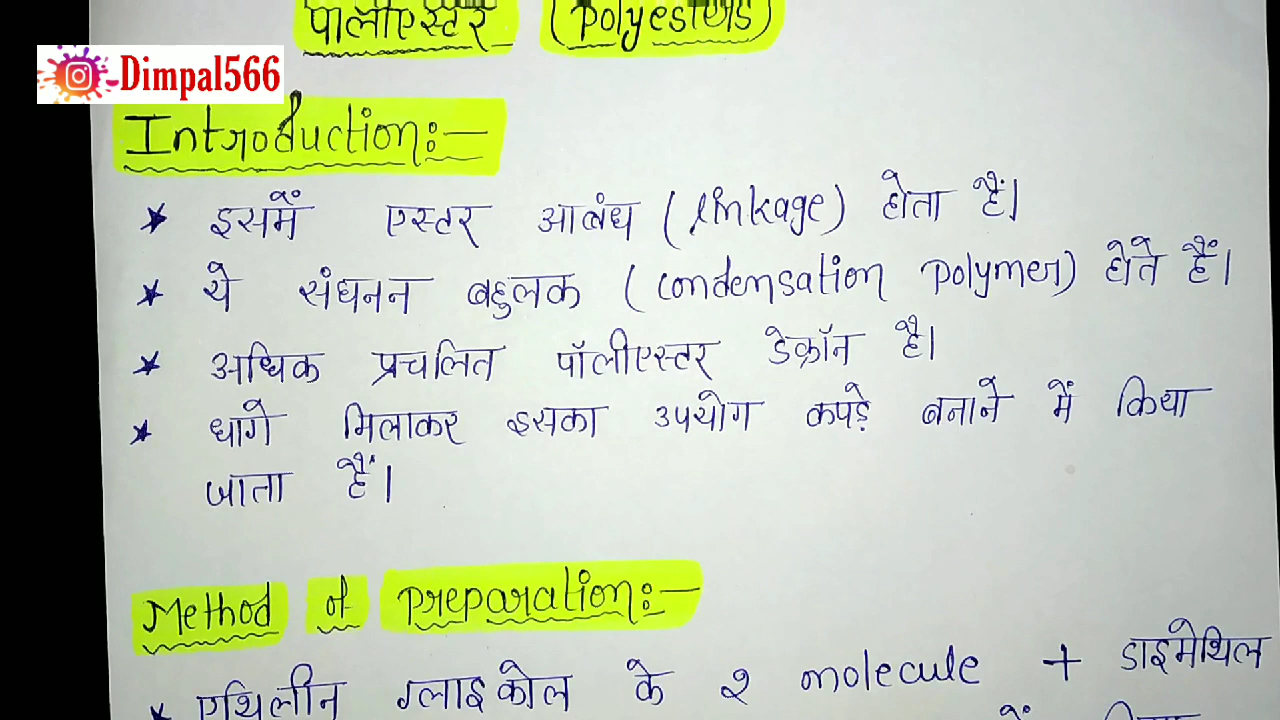 पॉलीएस्टर (Polyesters)
Dimpal566
Introduction:—
★ इसमें एस्टर आबंध (linkage) होता हैं।
★ ये संघनन बहुलक (condensation polymer) होते हैं।
★ अधिक प्रचलित पॉलीएस्टर डेक्रॉन है।
★ धागे मिलाकर इसका उपयोग कपड़े बनाने में किया
जाता हैं।
Method of preparation:—
★ एथिलीन ग्लाइकोल के २ molecule + डाइमेथिल